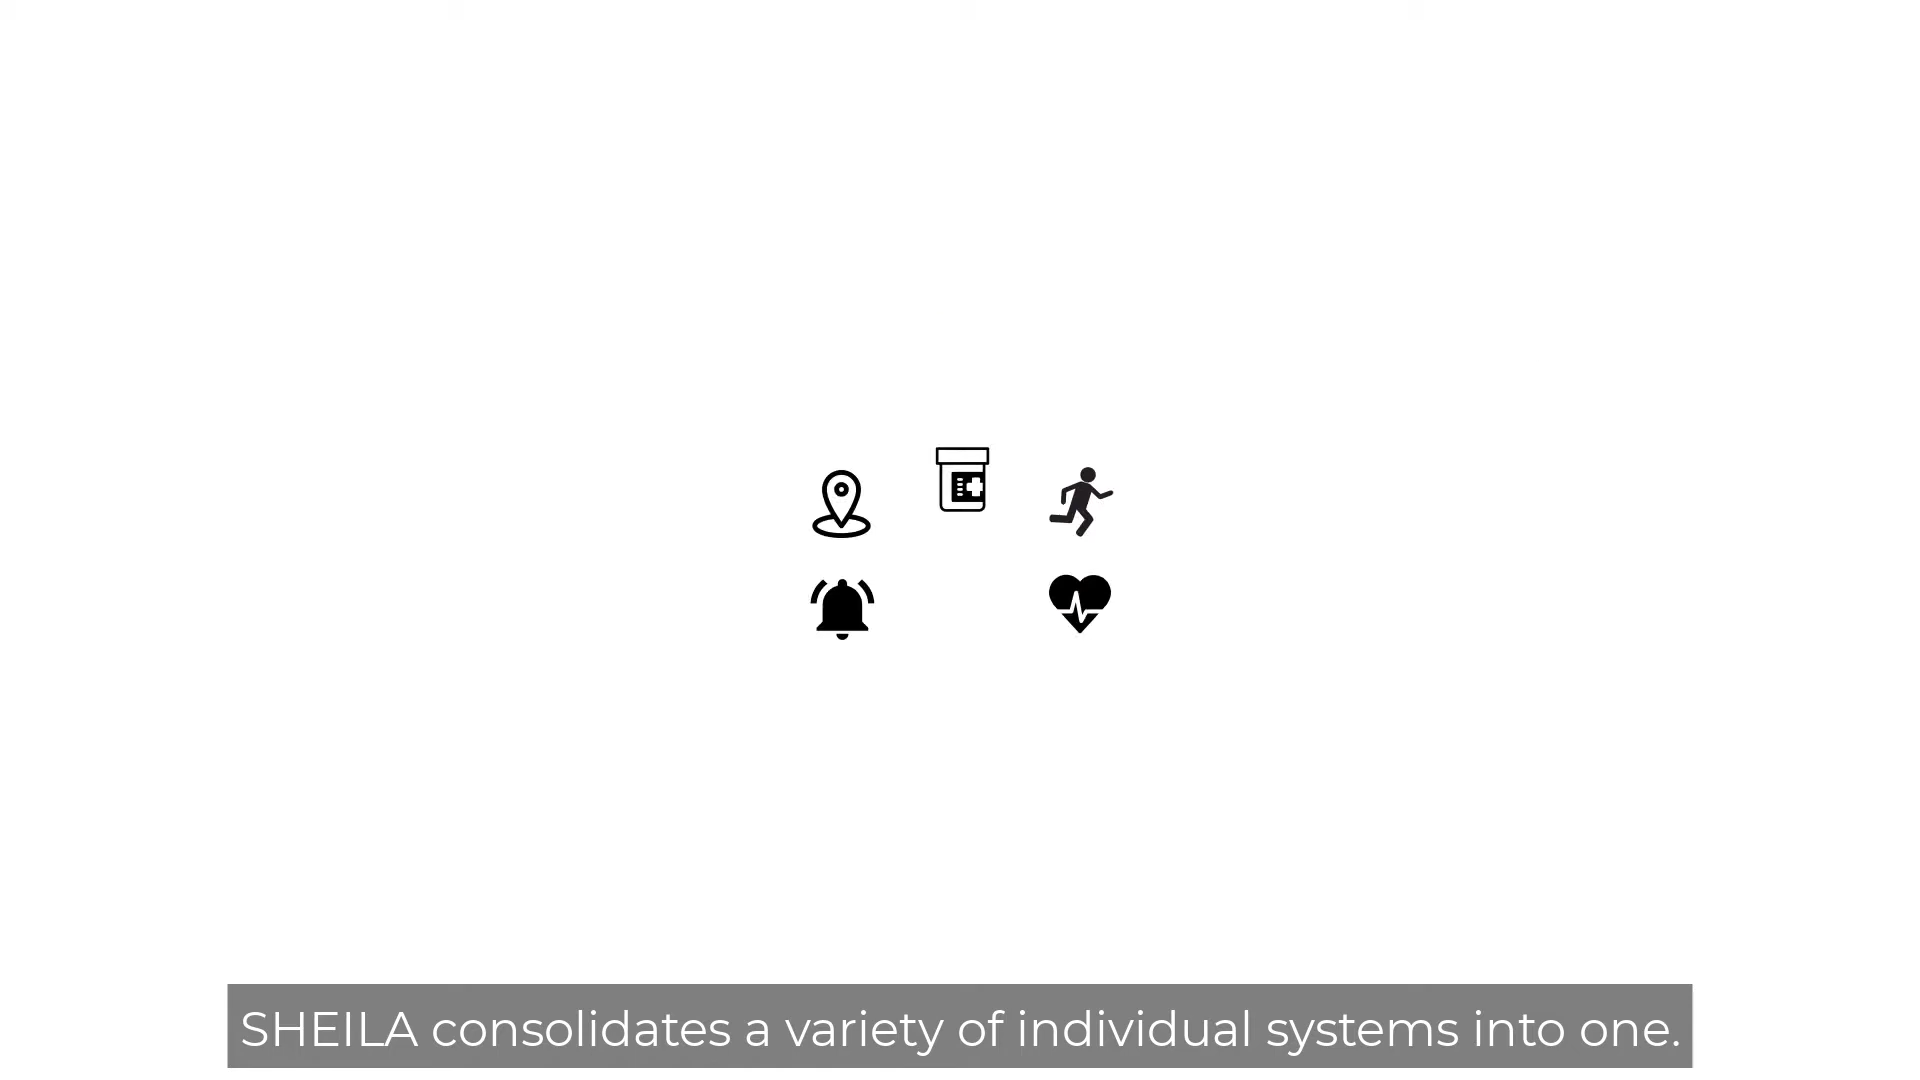 SHEILA consolidates a variety of individual systems into one.